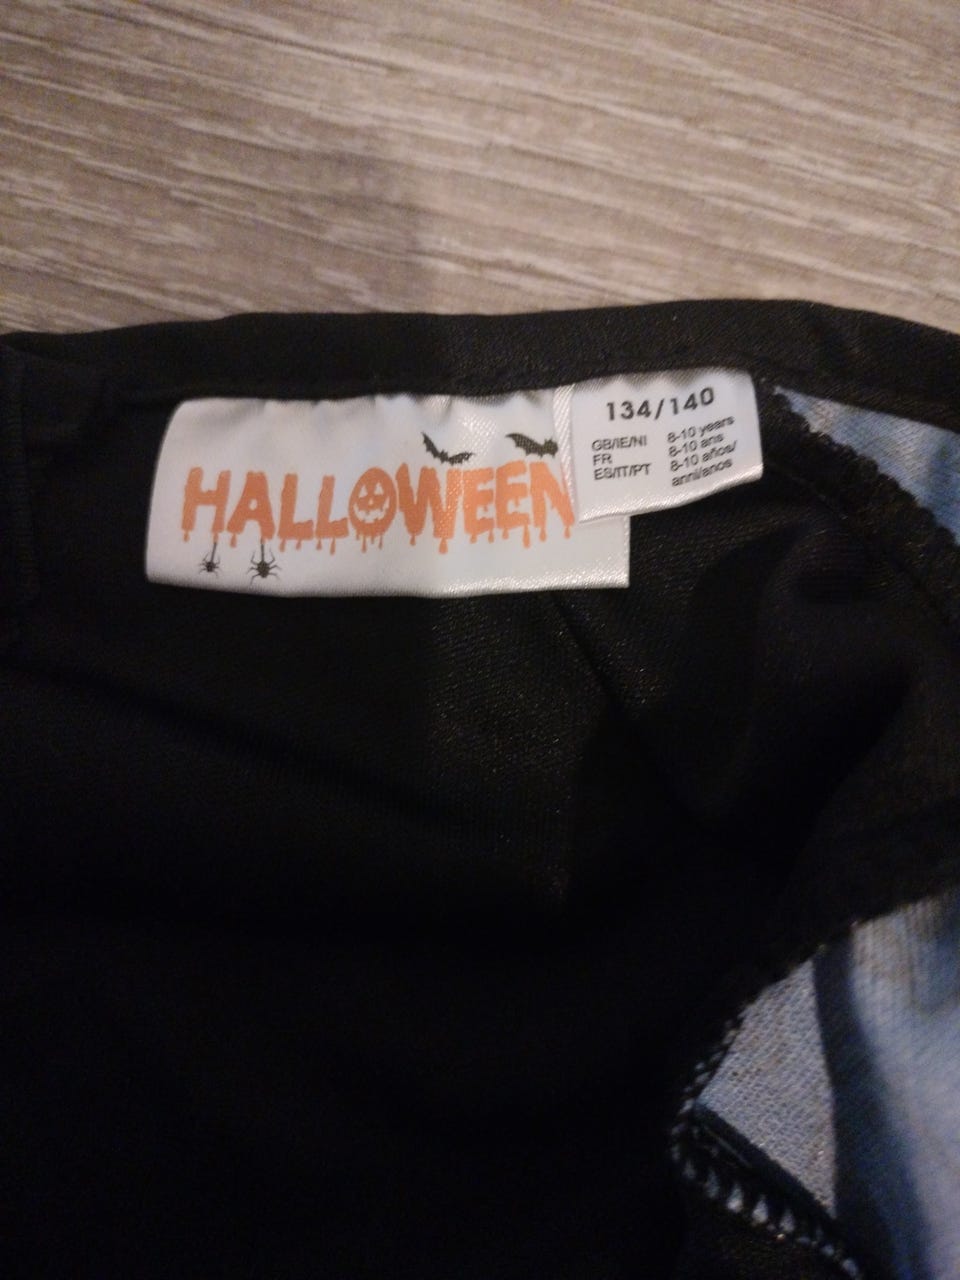 HALLOWEEN
134/140
GB/IE/NI 8-10 years
FR 8-10 ans
ES/IT/PT 8-10 años/
anni/anos